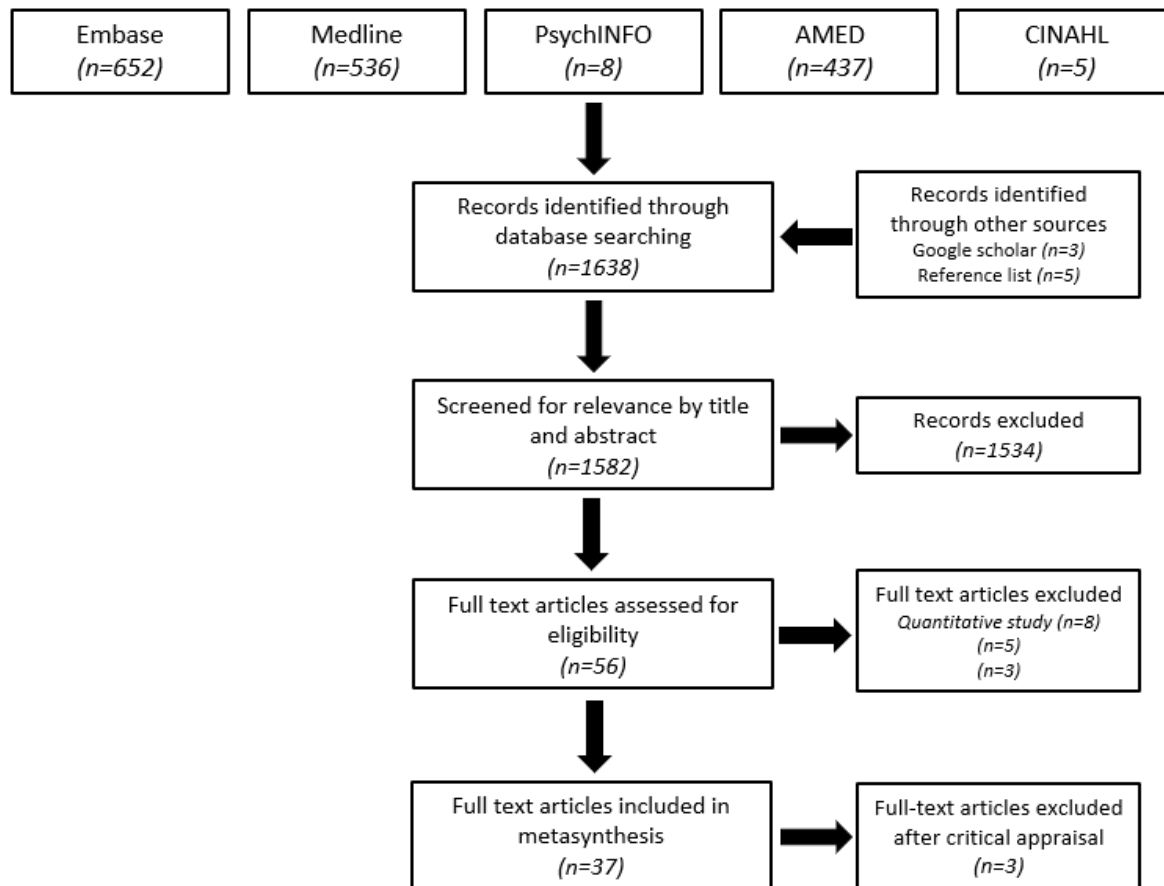 Embase
(n=652)
Medline
(n=536)
PsychINFO
(n=8)
AMED
(n=437)
CINAHL
(n=5)
Records identified through
database searching
(n=1638)
Records identified
through other sources
Google scholar (n=3)
Reference list (n=5)
Screened for relevance by title
and abstract
(n=1582)
Records excluded
(n=1534)
Full text articles assessed for
eligibility
(n=56)
Full text articles excluded
Quantitative study (n=8)
(n=5)
(n=3)
Full text articles included in
metasynthesis
(n=37)
Full-text articles excluded
after critical appraisal
(n=3)